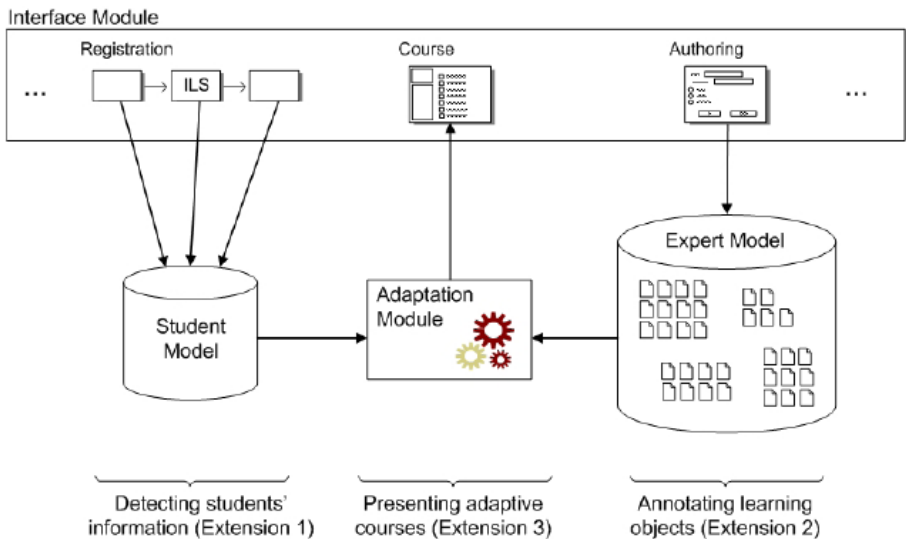 Interface Module
Registration
Course
Authoring
...
ILS
...
Expert Model
Adaptation
Module
Student
Model
Detecting students'
information (Extension 1)
Presenting adaptive
courses (Extension 3)
Annotating learning
objects (Extension 2)